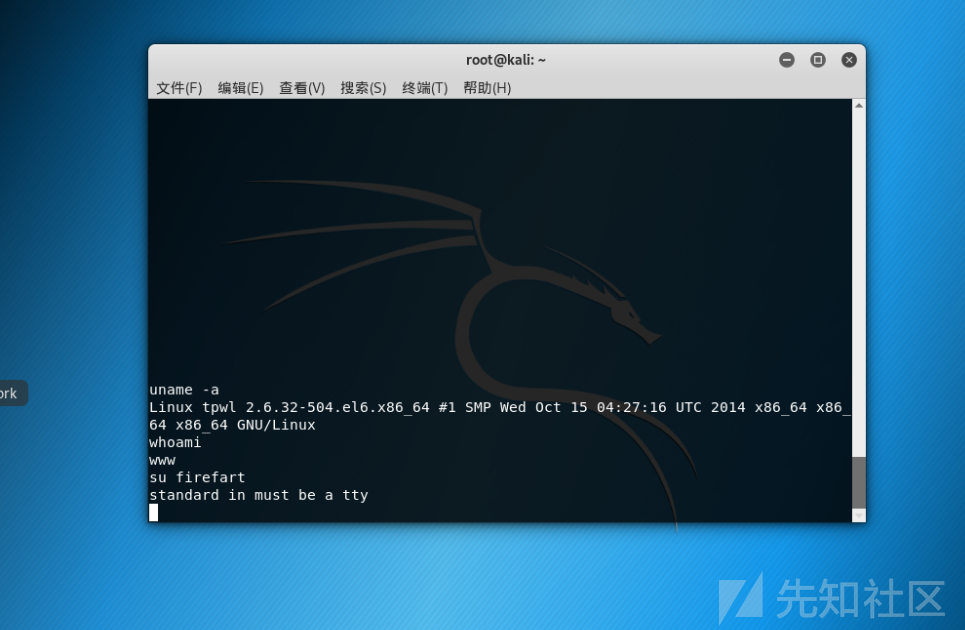 root@kali: ~
文件(F) 编辑(E) 查看(V) 搜索(S) 终端(T) 帮助(H)
ork
uname -a
Linux tpwl 2.6.32-504.el6.x86_64 #1 SMP Wed Oct 15 04:27:16 UTC 2014 x86_64 x86_
64 x86_64 GNU/Linux
whoami
www
su firefart
standard in must be a tty
先知社区